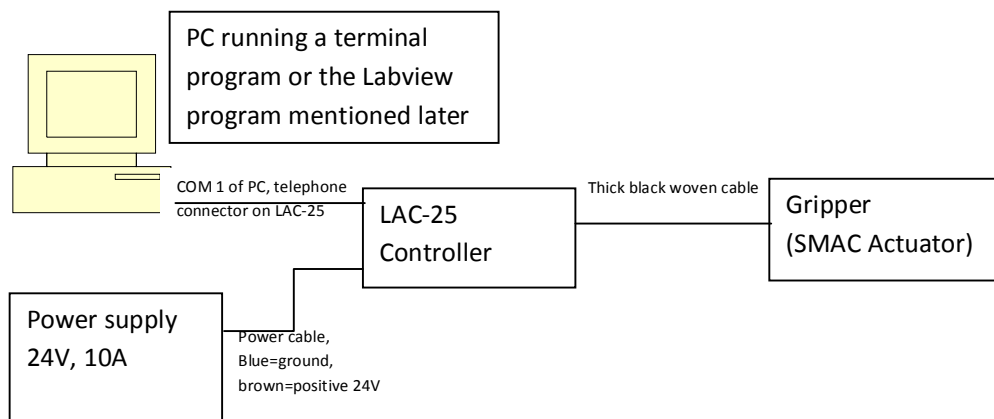 PC running a terminal
program or the Labview
program mentioned later
COM 1 of PC, telephone
connector on LAC-25
LAC-25
Controller
Thick black woven cable
Gripper
(SMAC Actuator)
Power supply
24V, 10A
Power cable,
Blue=ground,
brown=positive 24V